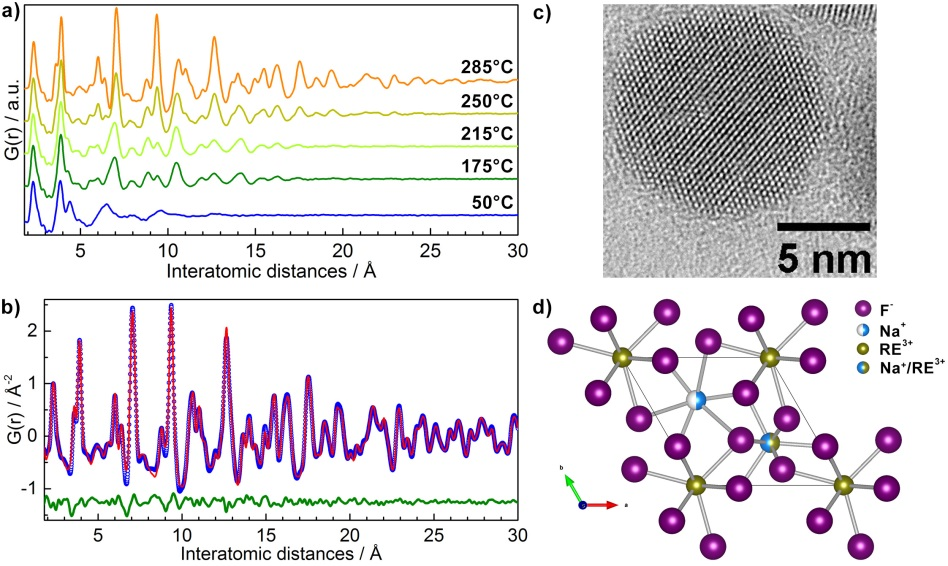 a)
G(r) / a.u.
285°C
250°C
215°C
175°C
50°C
5 10 15 20 25 30
Interatomic distances / Å
b)
G(r) / Å⁻²
2
1
0
-1
5 10 15 20 25 30
Interatomic distances / Å
c)
5 nm
d)
F⁻
Na⁺
RE³⁺
Na⁺/RE³⁺
b
a